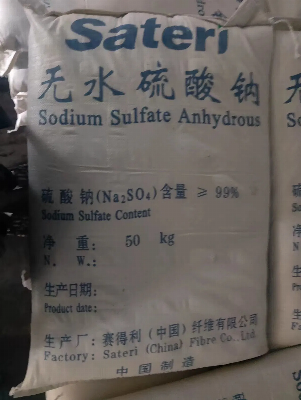 Sateri
无水硫酸钠
Sodium Sulfate Anhydrous
硫酸钠(Na₂SO₄)含量 ≥ 99%
Sodium Sulfate Content
净 重: 50 kg
N. W.:
生产日期:
Product date:
生产厂: 赛得利(中国)纤维有限公司
Factory: Sateri (China) Fibre Co., Ltd.
中国制造